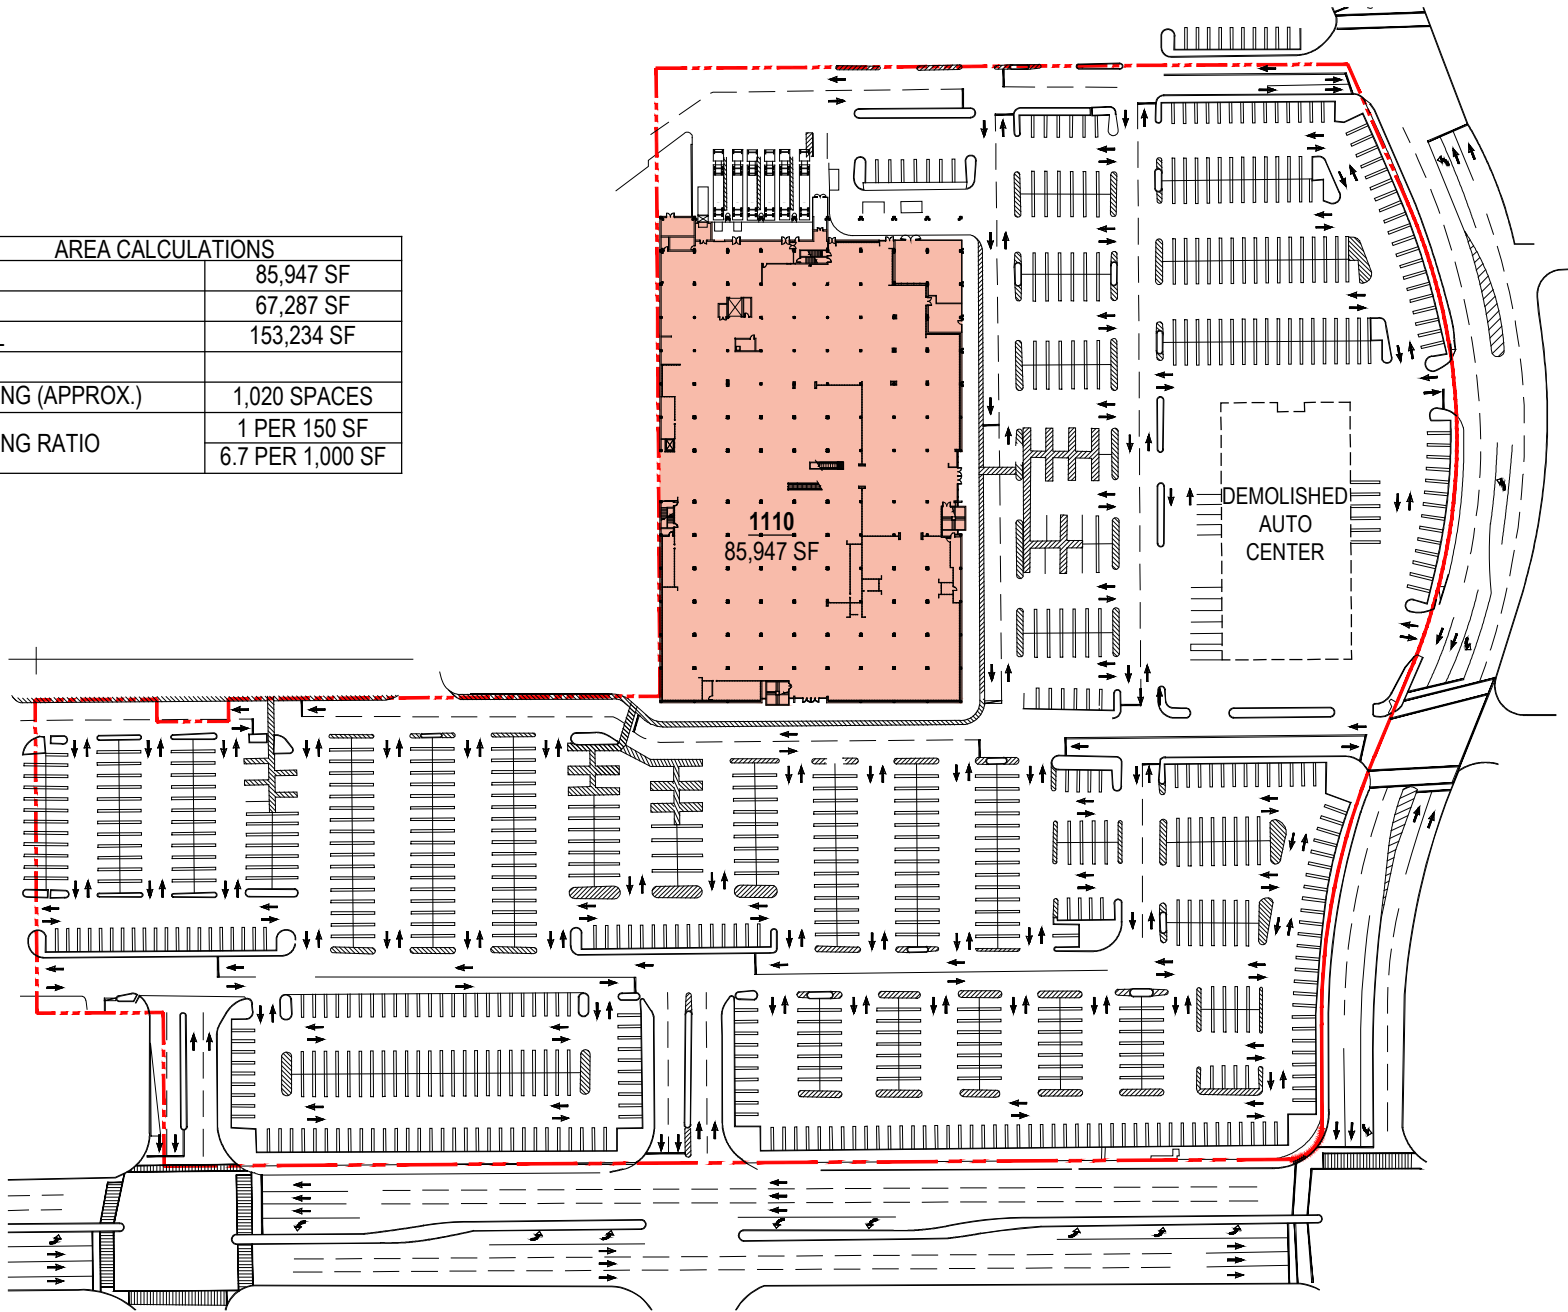 AREA CALCULATIONS
85,947 SF
67,287 SF
153,234 SF
NG (APPROX.) 1,020 SPACES
NG RATIO 1 PER 150 SF
6.7 PER 1,000 SF
1110
85,947 SF
DEMOLISHED
AUTO
CENTER